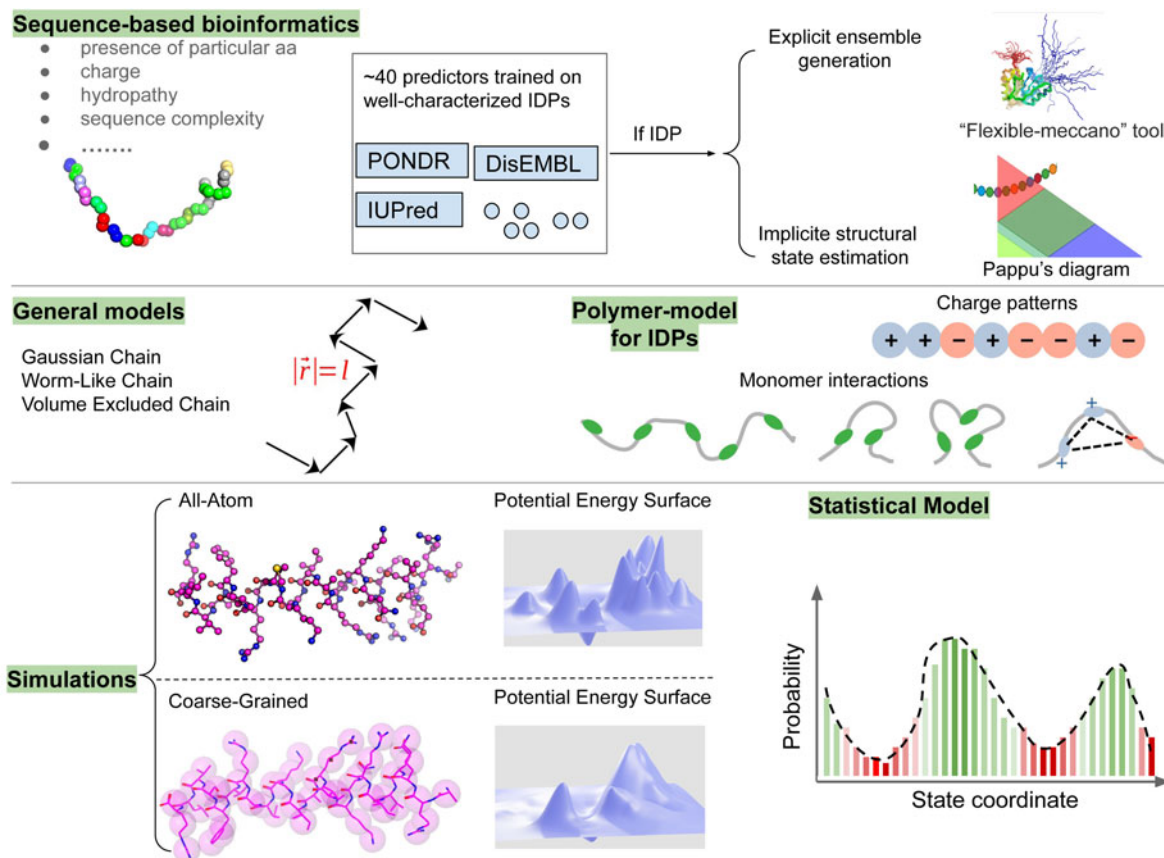 Sequence-based bioinformatics
● presence of particular aa
● charge
● hydropathy
● sequence complexity
● .......
~40 predictors trained on
well-characterized IDPs
PONDR
DisEMBL
IUPred
If IDP
Explicit ensemble
generation
“Flexible-meccano” tool
Implicite structural
state estimation
Pappu's diagram
General models
Gaussian Chain
Worm-Like Chain
Volume Excluded Chain
|r⃗|=l
Polymer-model
for IDPs
Charge patterns
+ + − + − − + −
Monomer interactions
+
+
−
Simulations
All-Atom
Potential Energy Surface
Coarse-Grained
Potential Energy Surface
Statistical Model
Probability
State coordinate